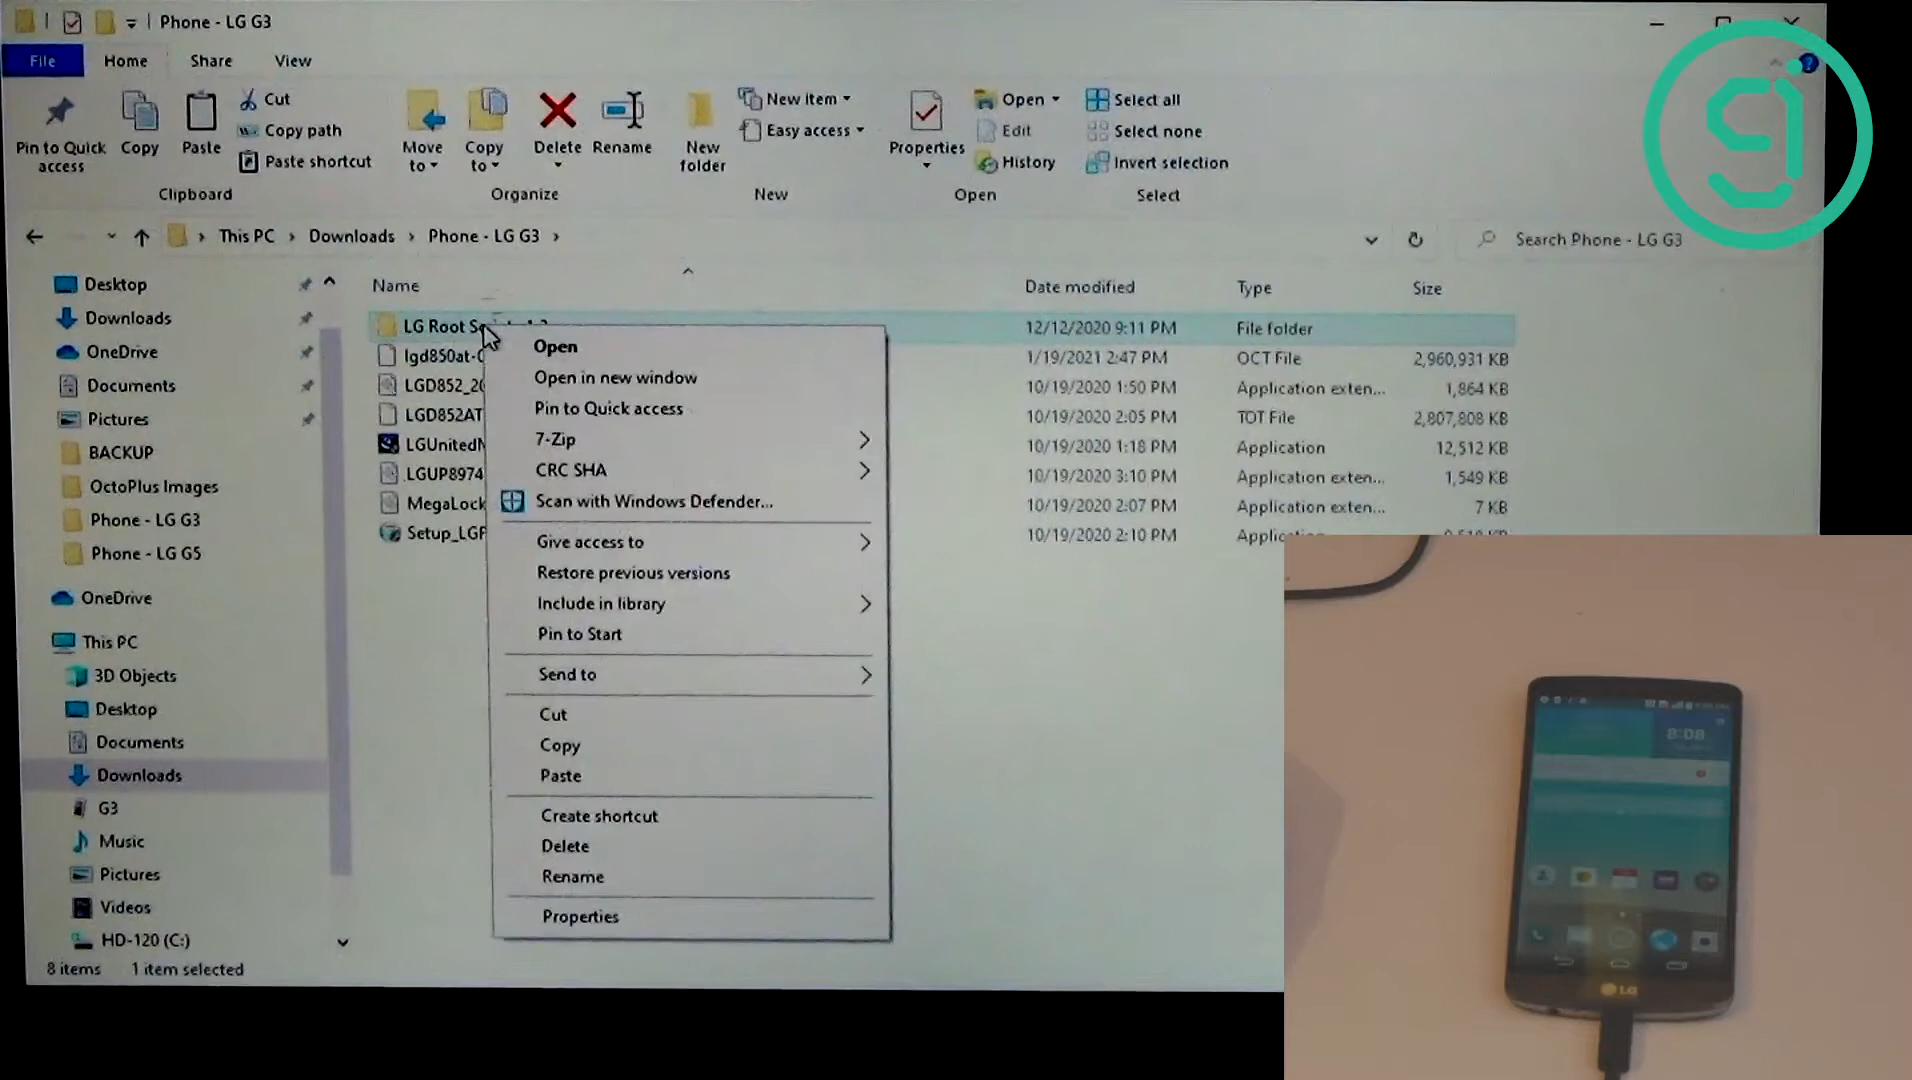 Phone - LG G3
File Home Share View
Pin to Quick access
Copy
Paste
Cut
Copy path
Paste shortcut
Move to
Copy to
Delete
Rename
New folder
New item
Easy access
Properties
Open
Edit
History
Select all
Select none
Invert selection
Clipboard Organize New Open Select
This PC Downloads Phone - LG G3
Search Phone - LG G3
Desktop
Downloads
OneDrive
Documents
Pictures
BACKUP
OctoPlus Images
Phone - LG G3
Phone - LG G5
OneDrive
This PC
3D Objects
Desktop
Documents
Downloads
G3
Music
Pictures
Videos
HD-120 (C:)
8 items 1 item selected
Name Date modified Type Size
LG Root 12/12/2020 9:11 PM File folder
lgd850at- 1/19/2021 2:47 PM OCT File 2,960,931 KB
LGD852_20 10/19/2020 1:50 PM Application exten... 1,864 KB
LGD852AT 10/19/2020 2:05 PM TOT File 2,807,808 KB
LGUnited 10/19/2020 1:18 PM Application 12,512 KB
LGUP8974 10/19/2020 3:10 PM Application exten... 1,549 KB
MegaLock 10/19/2020 2:07 PM Application exten... 7 KB
Setup_LG 10/19/2020 2:10 PM
Open
Open in new window
Pin to Quick access
7-Zip
CRC SHA
Scan with Windows Defender...
Give access to
Restore previous versions
Include in library
Pin to Start
Send to
Cut
Copy
Paste
Create shortcut
Delete
Rename
Properties
8:08
LG